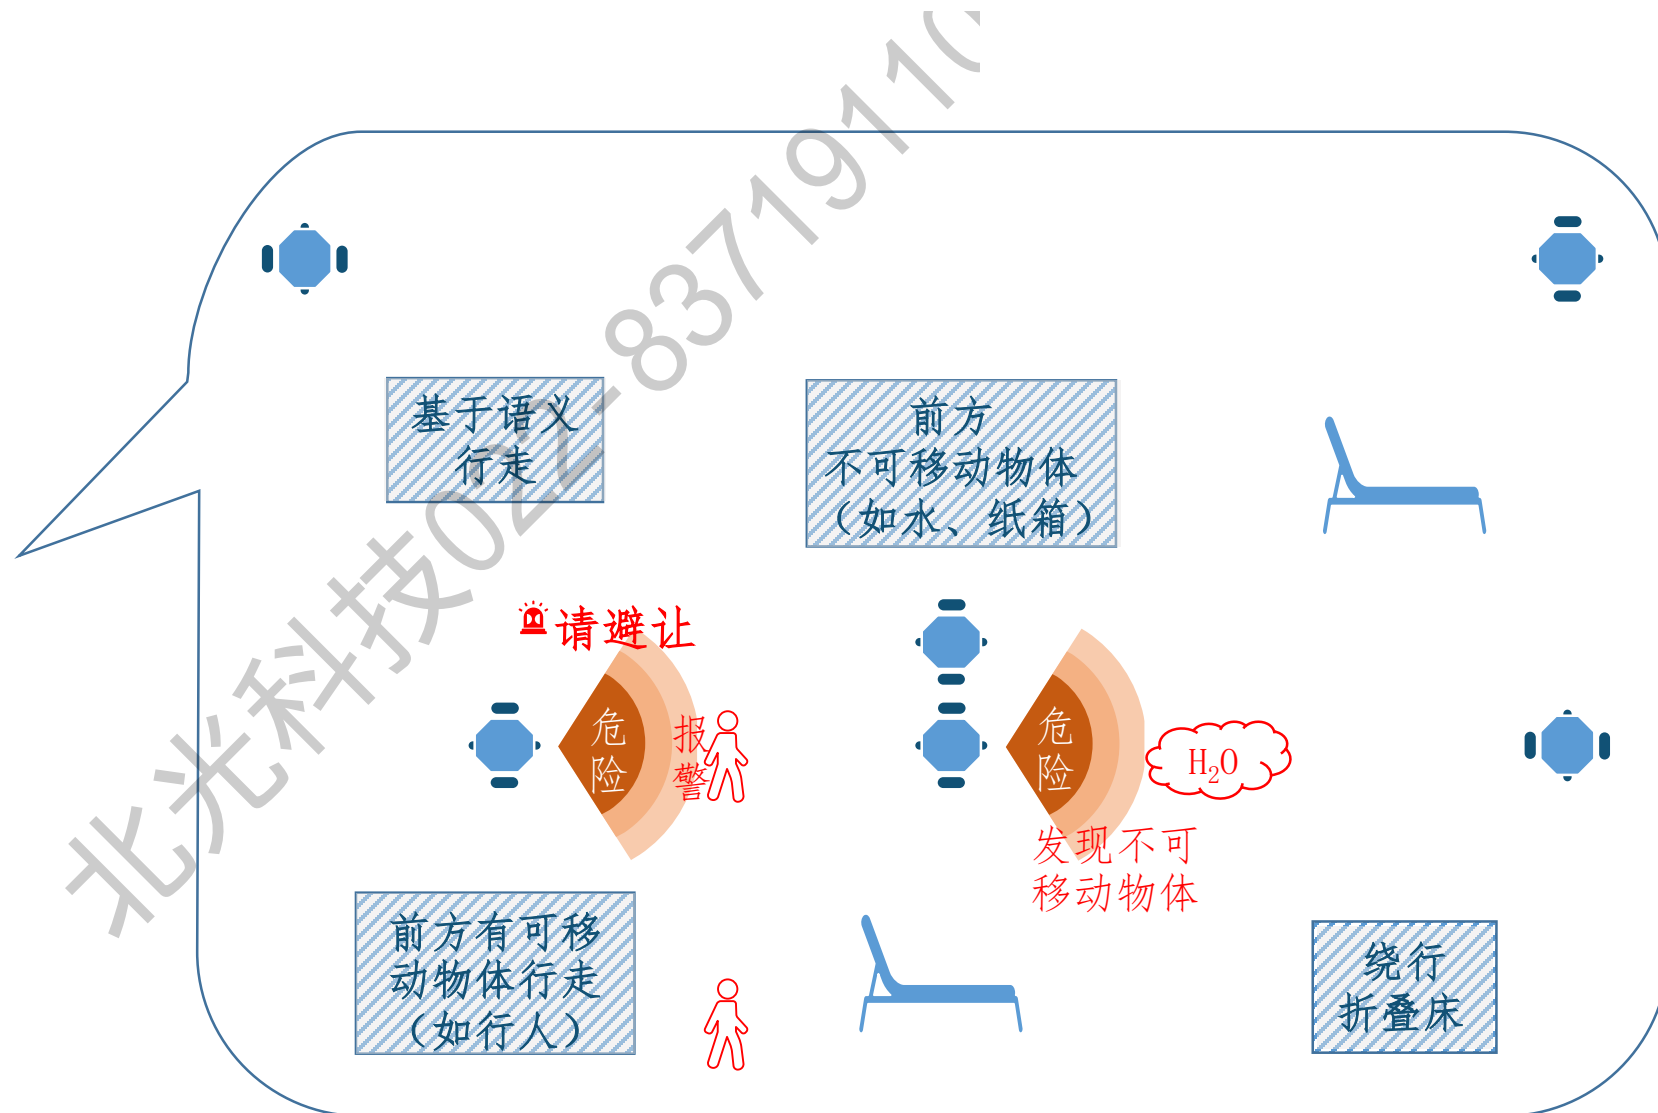 北光科技022-8371911
基于语义
行走
前方
不可移动物体
（如水、纸箱）
请避让
危
险
报
警
危
险
H₂O
发现不可
移动物体
前方有可移
动物体行走
（如行人）
绕行
折叠床